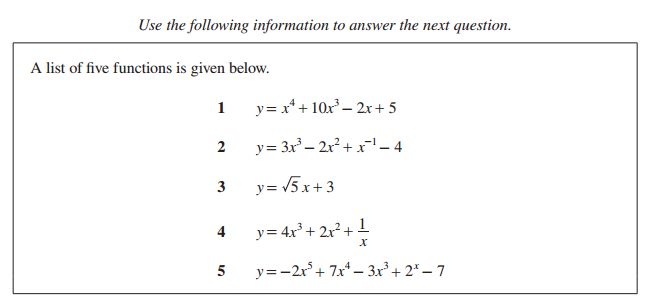 Use the following information to answer the next question.
A list of five functions is given below.
1 y = x⁴ + 10x³ – 2x + 5
2 y = 3x³ – 2x² + x⁻¹ – 4
3 y = √5 x + 3
4 y = 4x³ + 2x² + 1/x
5 y = –2x⁵ + 7x⁴ – 3x³ + 2ˣ – 7